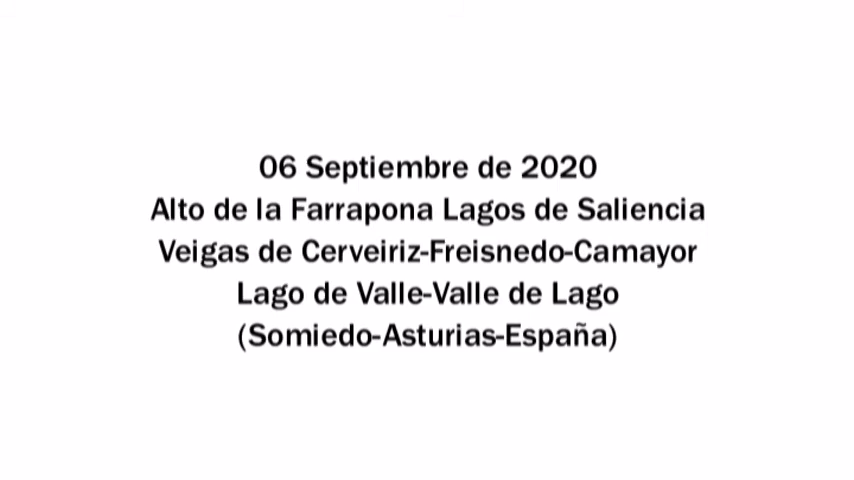 06 Septiembre de 2020
Alto de la Farrapona Lagos de Saliencia
Veigas de Cerveiriz-Freisnedo-Camayor
Lago de Valle-Valle de Lago
(Somiedo-Asturias-España)